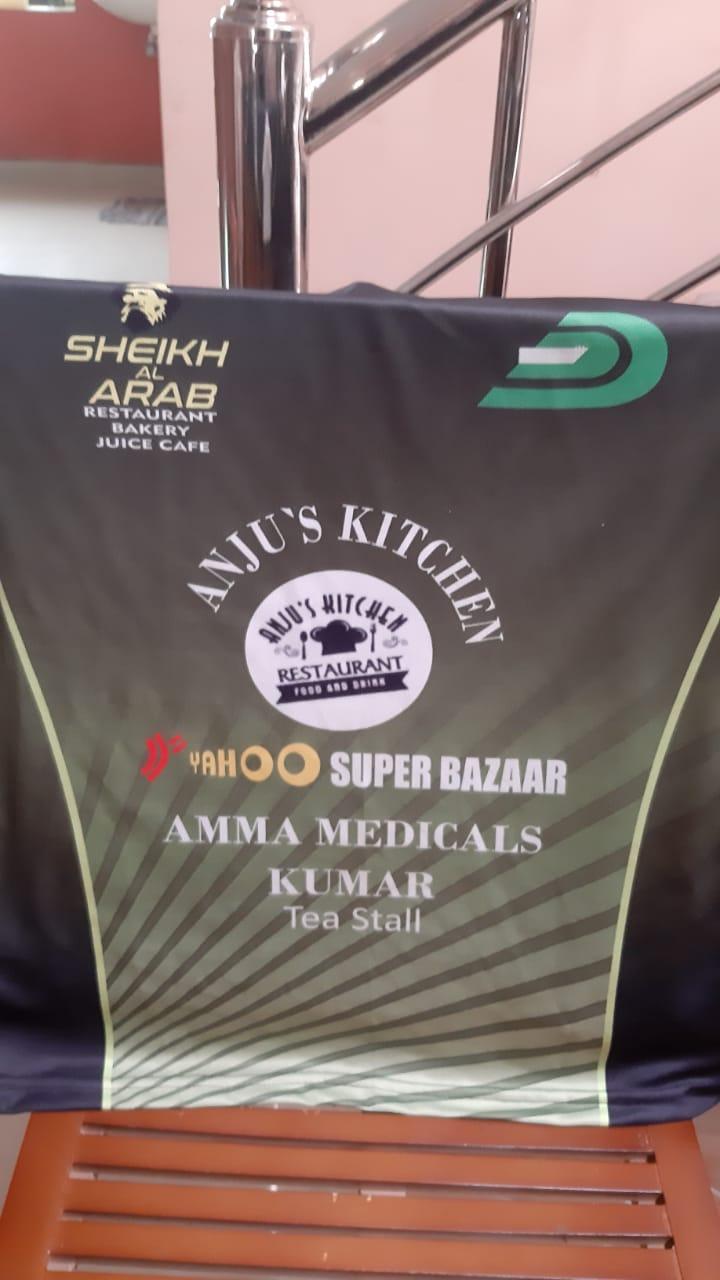 SHEIKH
AL
ARAB
RESTAURANT
BAKERY
JUICE CAFE
ANJU`S KITCHEN
ANJU'S KITCHEN
RESTAURANT
FOOD AND DRINK
YAHOO SUPER BAZAAR
AMMA MEDICALS
KUMAR
Tea Stall